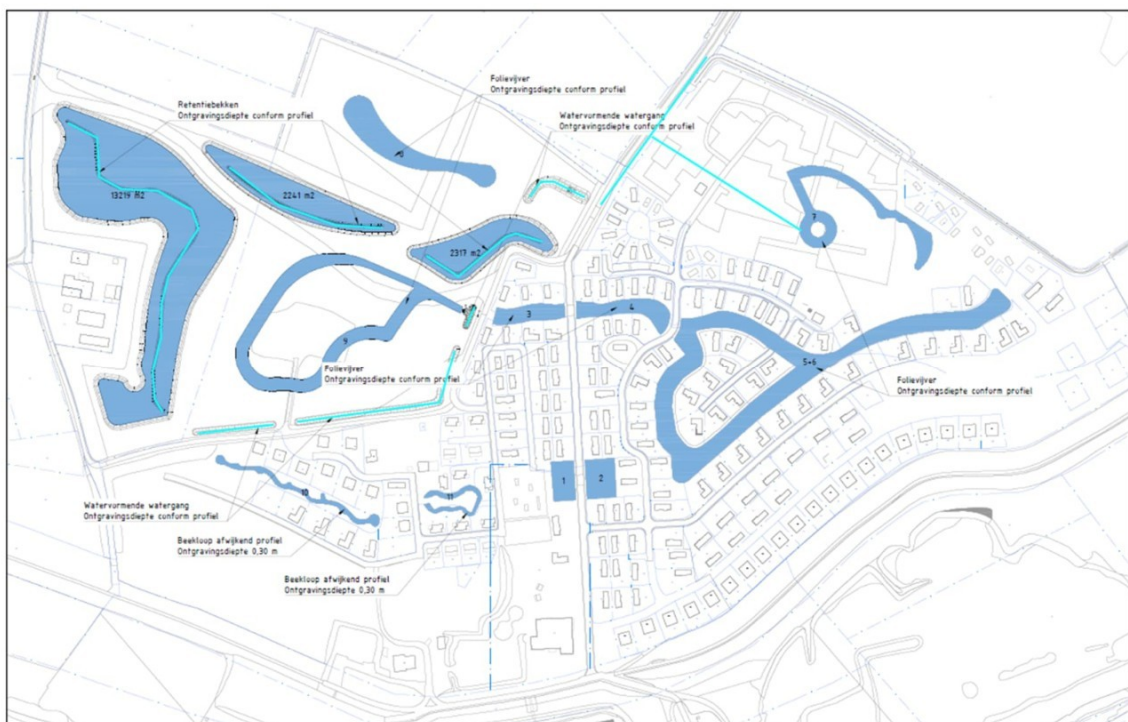 Folievijver
Ontgravingsdiepte conform profiel
Retentiebekken
Ontgravingsdiepte conform profiel
Watervormende watergang
Ontgravingsdiepte conform profiel
8
13219 m2
2241 m2
2317 m2
7
3
4
9
5+6
Folievijver
Ontgravingsdiepte conform profiel
Folievijver
Ontgravingsdiepte conform profiel
1
2
10
11
Watervormende watergang
Ontgravingsdiepte conform profiel
Beekloop afwijkend profiel
Ontgravingsdiepte 0,30 m
Beekloop afwijkend profiel
Ontgravingsdiepte 0,30 m